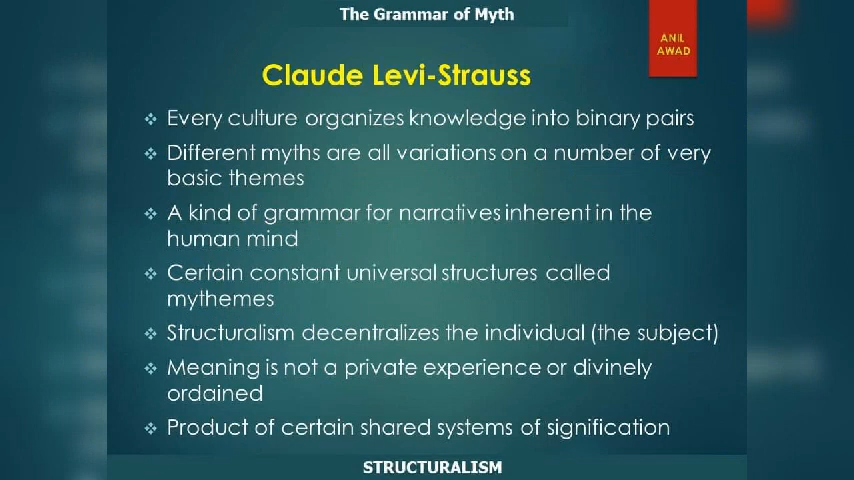 The Grammar of Myth
ANIL
AWAD
Claude Levi-Strauss
Every culture organizes knowledge into binary pairs
Different myths are all variations on a number of very
basic themes
A kind of grammar for narratives inherent in the
human mind
Certain constant universal structures called
mythemes
Structuralism decentralizes the individual (the subject)
Meaning is not a private experience or divinely
ordained
Product of certain shared systems of signification
STRUCTURALISM